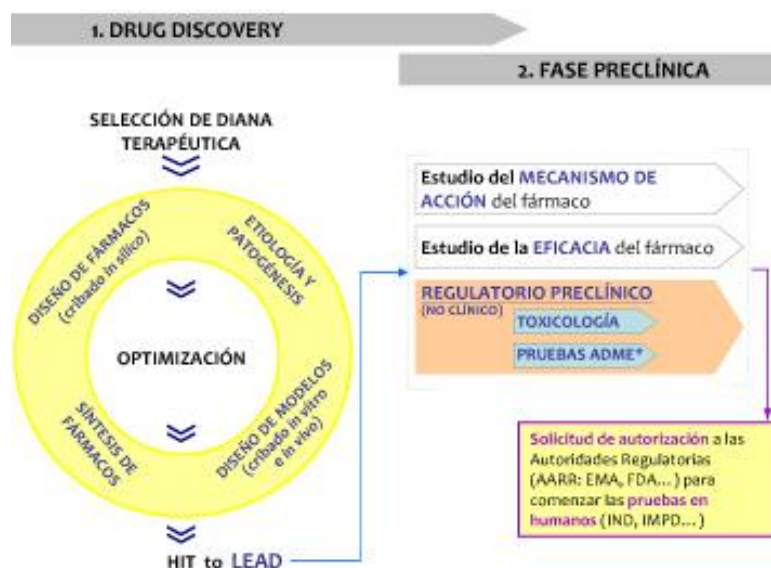 1. DRUG DISCOVERY
2. FASE PRECLÍNICA
SELECCIÓN DE DIANA
TERAPÉUTICA
DISEÑO DE FÁRMACOS
(cribado in silico)
ETIOLOGÍA Y
PATOGÉNESIS
OPTIMIZACIÓN
SÍNTESIS DE
FÁRMACOS
DISEÑO DE MODELOS
(cribado in vitro
e in vivo)
HIT to LEAD
Estudio del MECANISMO DE
ACCIÓN del fármaco
Estudio de la EFICACIA del fármaco
REGULATORIO PRECLÍNICO
(NO CLÍNICO)
TOXICOLOGÍA
PRUEBAS ADME*
Solicitud de autorización a las
Autoridades Regulatorias
(AARR: EMA, FDA...) para
comenzar las pruebas en
humanos (IND, IMPD...)